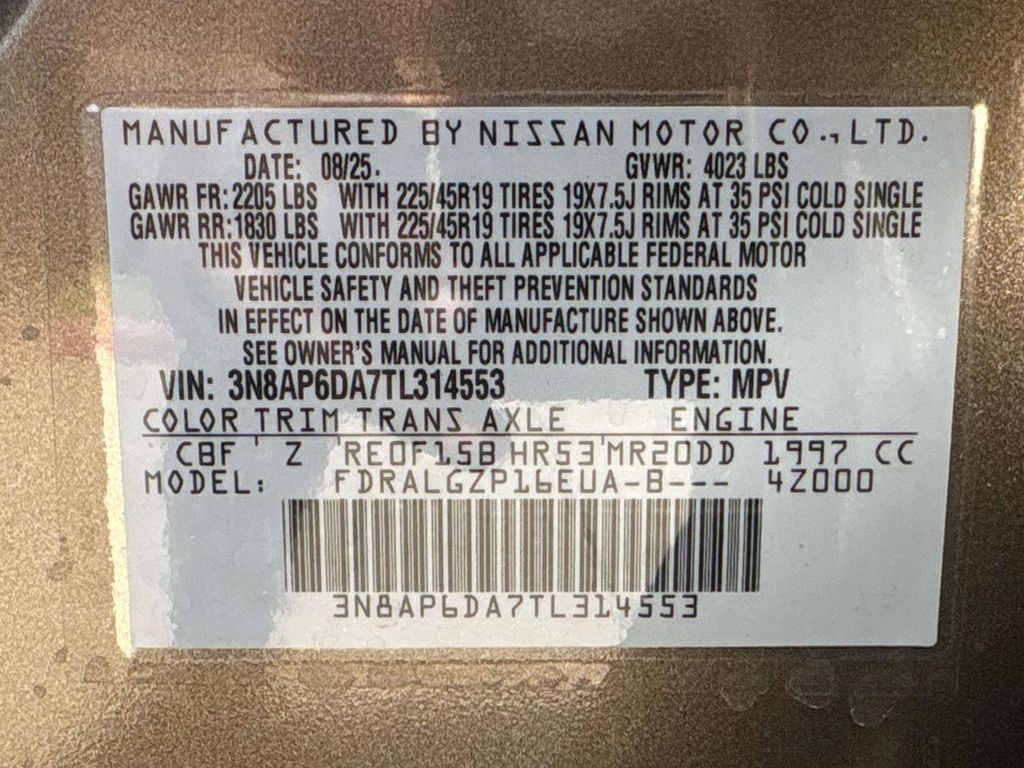 MANUFACTURED BY NISSAN MOTOR CO., LTD.
DATE: 08/25. GVWR: 4023 LBS
GAWR FR: 2205 LBS WITH 225/45R19 TIRES 19X7.5J RIMS AT 35 PSI COLD SINGLE
GAWR RR: 1830 LBS WITH 225/45R19 TIRES 19X7.5J RIMS AT 35 PSI COLD SINGLE
THIS VEHICLE CONFORMS TO ALL APPLICABLE FEDERAL MOTOR
VEHICLE SAFETY AND THEFT PREVENTION STANDARDS
IN EFFECT ON THE DATE OF MANUFACTURE SHOWN ABOVE.
SEE OWNER'S MANUAL FOR ADDITIONAL INFORMATION.
VIN: 3N8AP6DA7TL314553 TYPE: MPV
COLOR TRIM TRANS AXLE ENGINE
CBF Z RE0F15B HR53 MR20DD 1997 CC
MODEL: FDRALGZP16EUA-B--- 4Z000
3N8AP6DA7TL314553